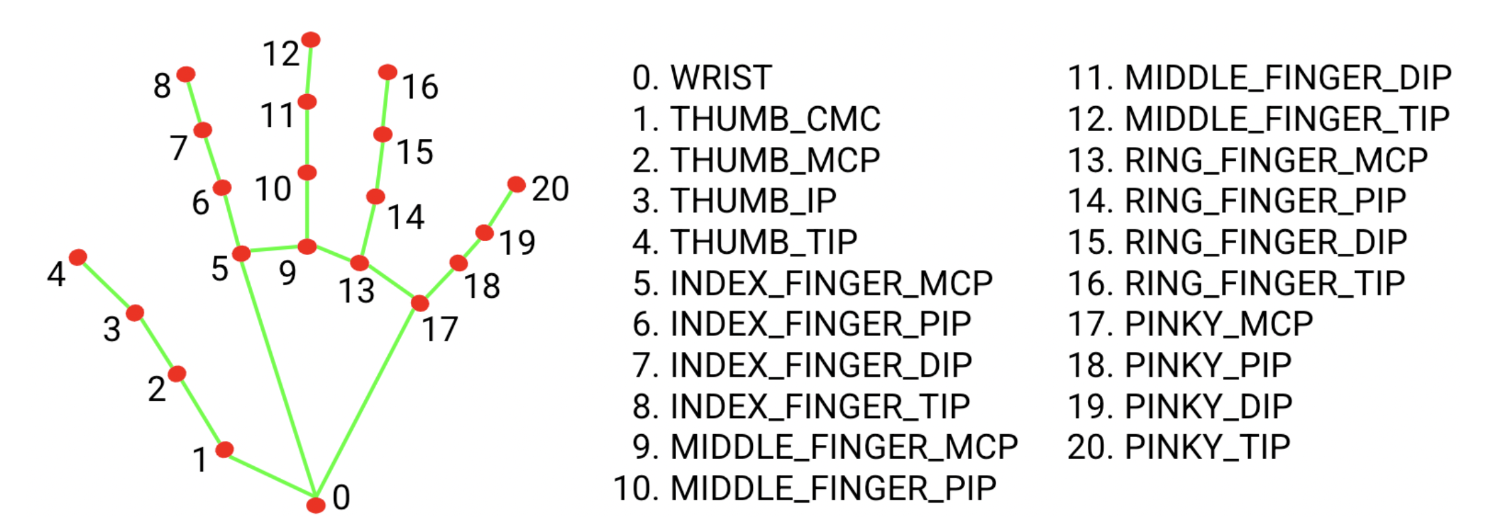 12
8
16
11
7
15
10
6
14
20
19
4
5
9
13
18
3
17
2
1
0
0. WRIST
1. THUMB_CMC
2. THUMB_MCP
3. THUMB_IP
4. THUMB_TIP
5. INDEX_FINGER_MCP
6. INDEX_FINGER_PIP
7. INDEX_FINGER_DIP
8. INDEX_FINGER_TIP
9. MIDDLE_FINGER_MCP
10. MIDDLE_FINGER_PIP
11. MIDDLE_FINGER_DIP
12. MIDDLE_FINGER_TIP
13. RING_FINGER_MCP
14. RING_FINGER_PIP
15. RING_FINGER_DIP
16. RING_FINGER_TIP
17. PINKY_MCP
18. PINKY_PIP
19. PINKY_DIP
20. PINKY_TIP